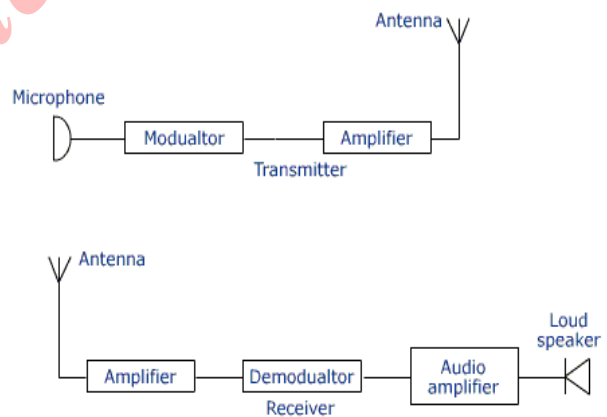 Antenna
Microphone
Modualtor
Amplifier
Transmitter
Antenna
Loud
speaker
Amplifier
Demodualtor
Audio
amplifier
Receiver